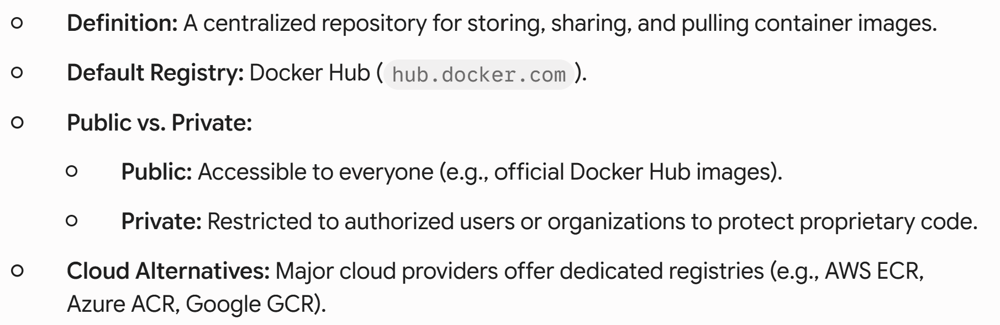 Definition: A centralized repository for storing, sharing, and pulling container images.
Default Registry: Docker Hub (hub.docker.com).
Public vs. Private:
Public: Accessible to everyone (e.g., official Docker Hub images).
Private: Restricted to authorized users or organizations to protect proprietary code.
Cloud Alternatives: Major cloud providers offer dedicated registries (e.g., AWS ECR,
Azure ACR, Google GCR).